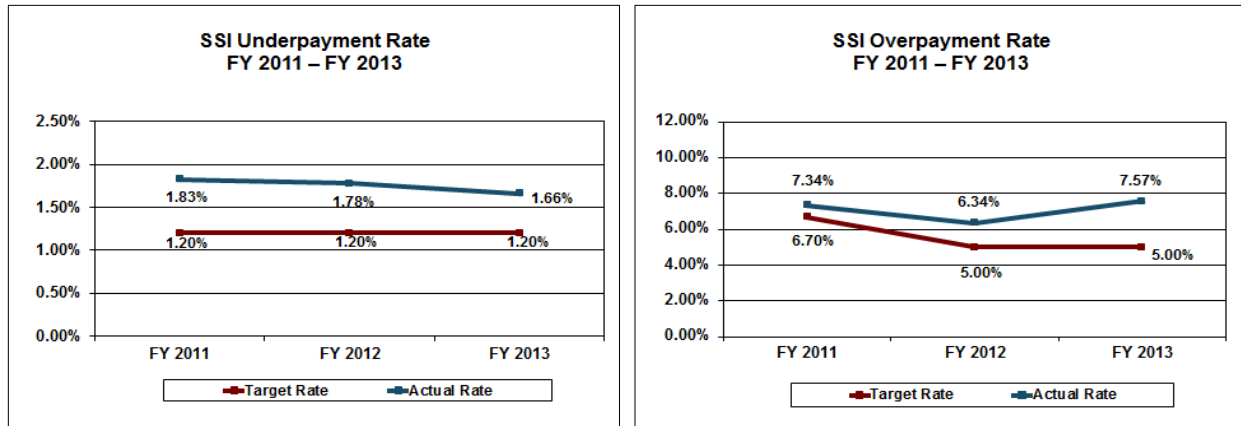 SSI Underpayment Rate
FY 2011 – FY 2013
2.50%
2.00%
1.50%
1.00%
0.50%
0.00%
1.83%
1.78%
1.66%
1.20%
1.20%
1.20%
FY 2011
FY 2012
FY 2013
Target Rate
Actual Rate
SSI Overpayment Rate
FY 2011 – FY 2013
12.00%
10.00%
8.00%
6.00%
4.00%
2.00%
0.00%
7.34%
6.34%
7.57%
6.70%
5.00%
5.00%
FY 2011
FY 2012
FY 2013
Target Rate
Actual Rate